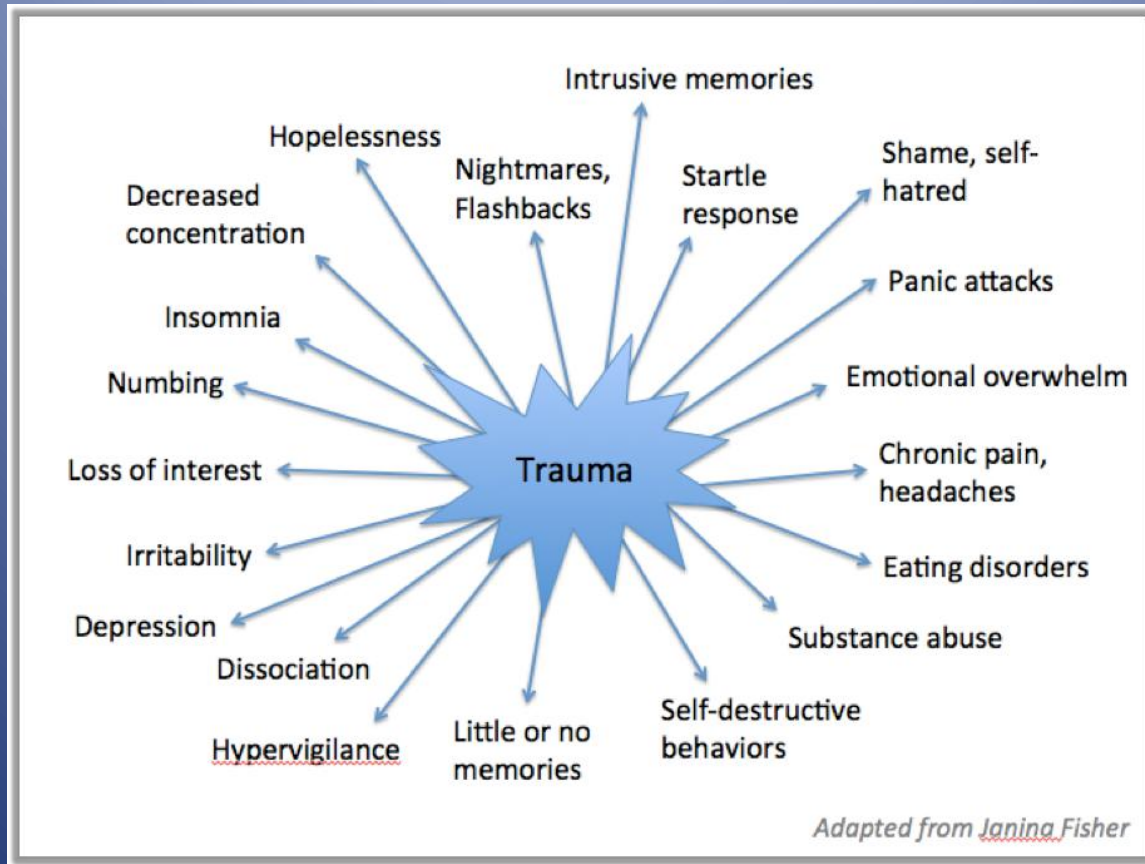 Intrusive memories
Hopelessness
Nightmares,
Flashbacks
Startle
response
Shame, self-
hatred
Decreased
concentration
Panic attacks
Insomnia
Numbing
Emotional overwhelm
Loss of interest
Trauma
Chronic pain,
headaches
Irritability
Eating disorders
Depression
Substance abuse
Dissociation
Self-destructive
behaviors
Hypervigilance
Little or no
memories
Adapted from Janina Fisher